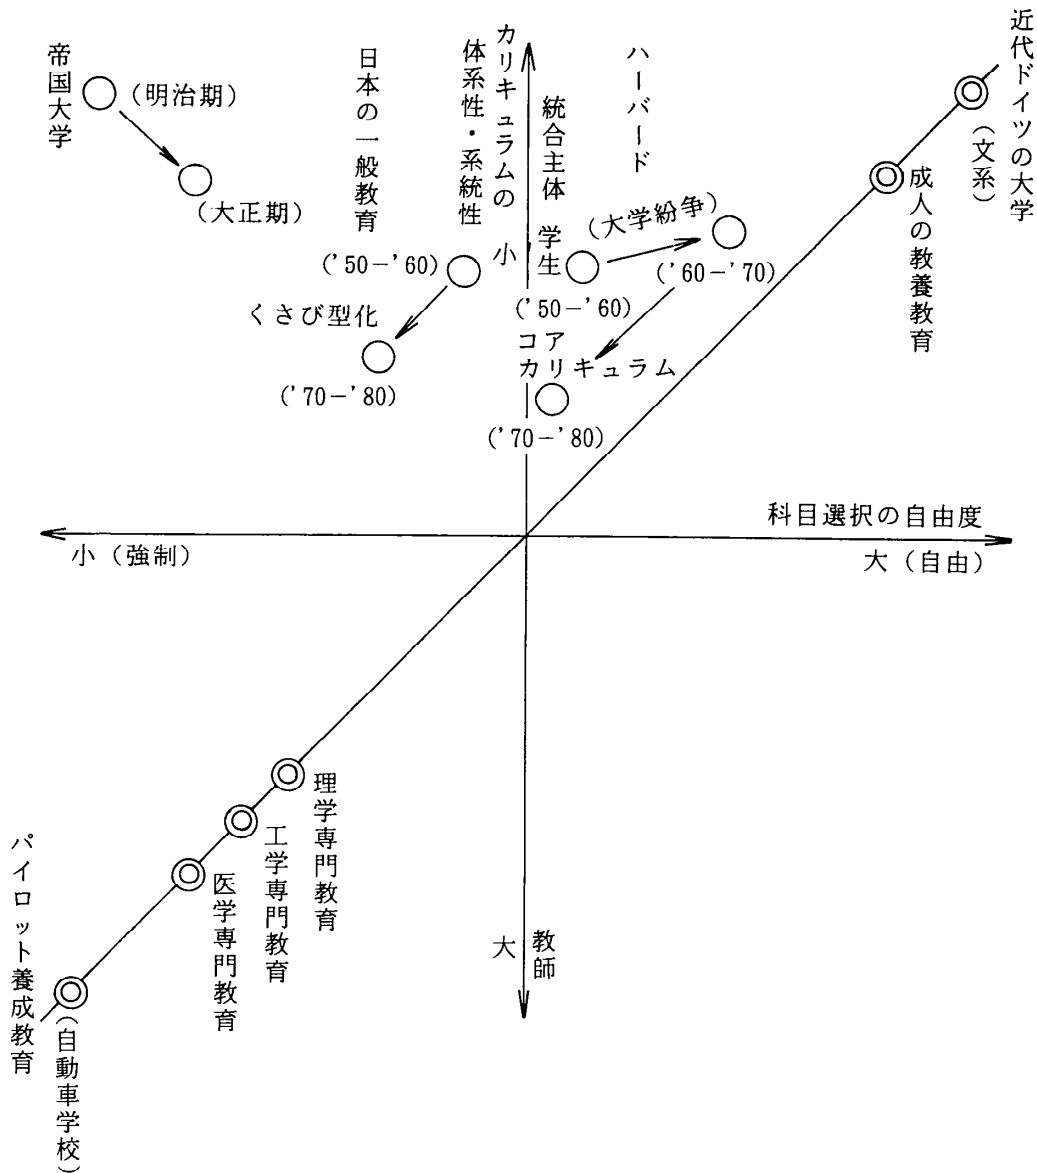 近代ドイツの大学
（文系）
成人の教養教育
ハーバード
カリキュラムの
体系性・系統性
小
統合主体
学生
日本の一般教育
帝国大学
（明治期）
（大正期）
（大学紛争）
（'50－'60）
（'60－'70）
（'50－'60）
くさび型化
コア
カリキュラム
（'70－'80）
（'70－'80）
科目選択の自由度
小（強制）
大（自由）
理学専門教育
工学専門教育
医学専門教育
大
教師
パイロット養成教育
（自動車学校）